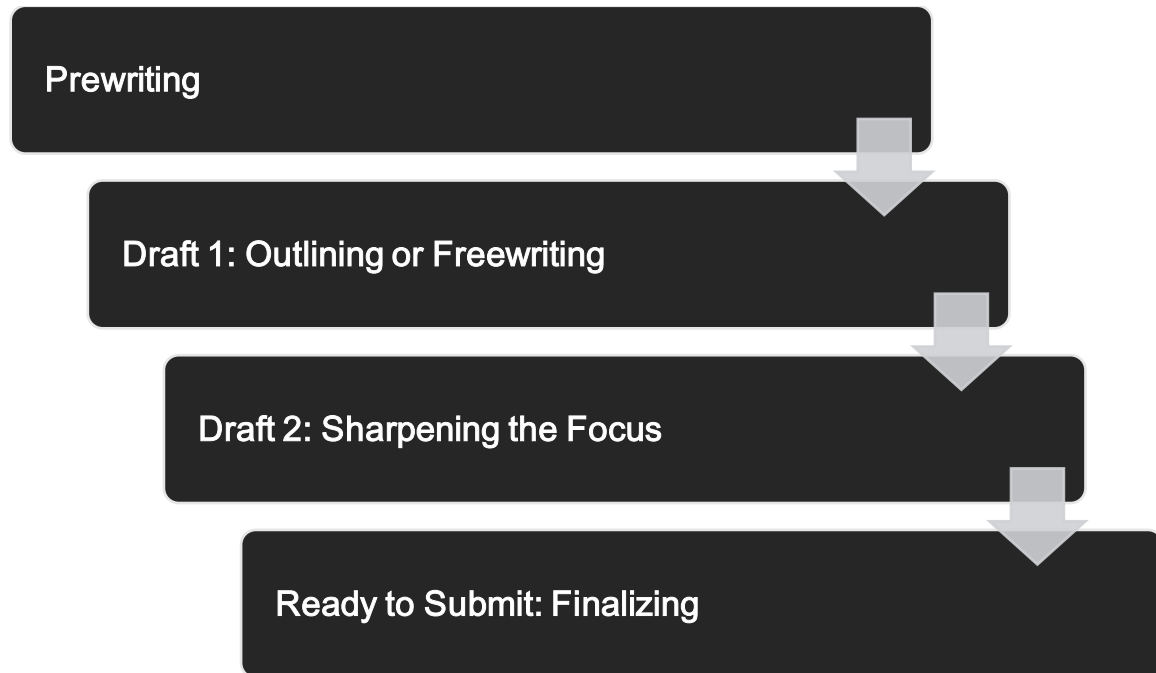 Prewriting
Draft 1: Outlining or Freewriting
Draft 2: Sharpening the Focus
Ready to Submit: Finalizing